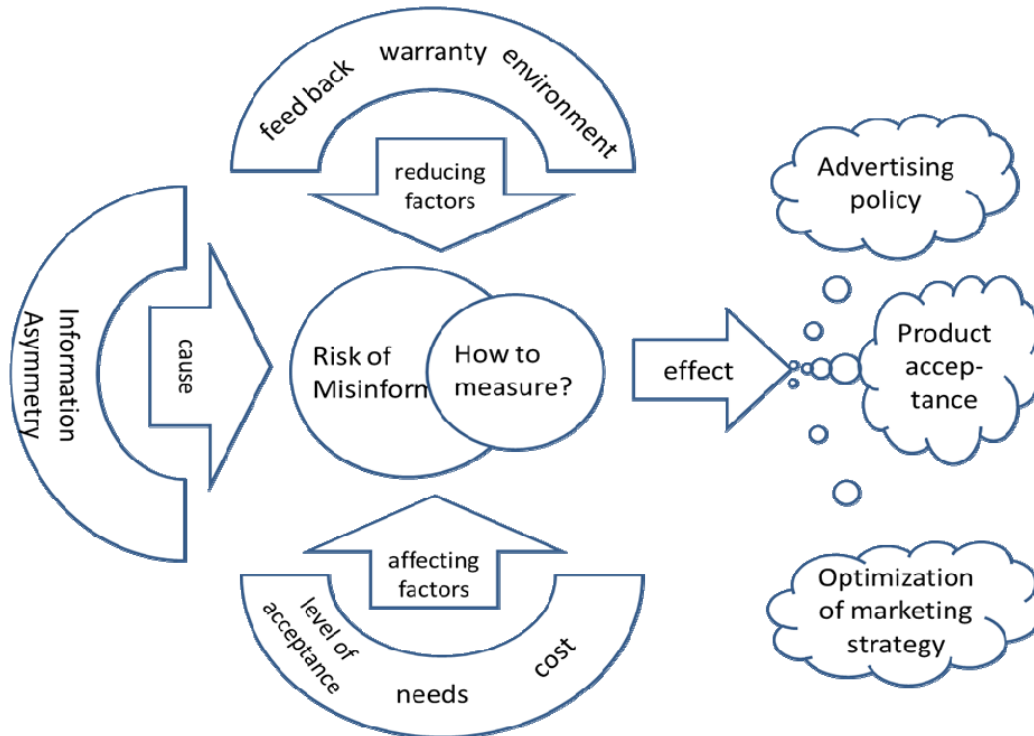 feed back
warranty
environment
reducing
factors
Information
Asymmetry
cause
Risk of
Misinform
How to
measure?
effect
Advertising
policy
Product
accep-
tance
affecting
factors
level of
acceptance
needs
cost
Optimization
of marketing
strategy